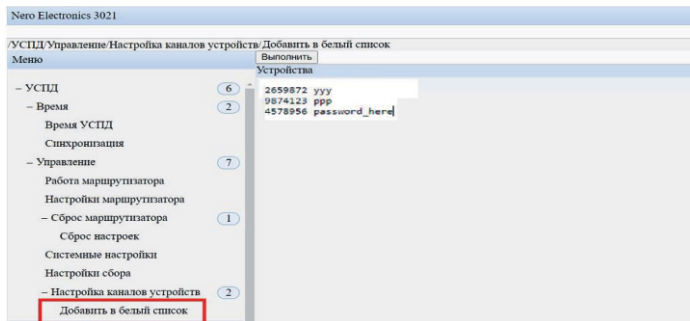 Nero Electronics 3021
/УСПД/Управление/Настройка каналов устройств/Добавить в белый список
Меню
Выполнить
Устройства
– УСПД 6
2659872 yyy
9874123 ppp
4578956 password_here
– Время 2
Время УСПД
Синхронизация
– Управление 7
Работа маршрутизатора
Настройки маршрутизатора
– Сброс маршрутизатора 1
Сброс настроек
Системные настройки
Настройки сбора
– Настройка каналов устройств 2
Добавить в белый список